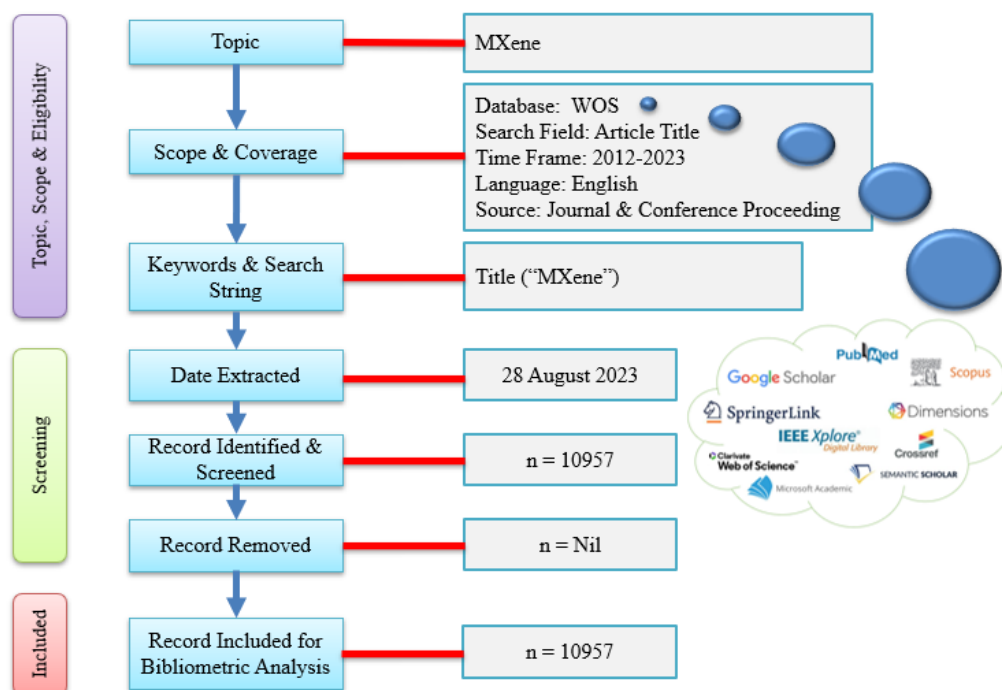 Topic, Scope & Eligibility
Topic
MXene
Scope & Coverage
Database: WOS
Search Field: Article Title
Time Frame: 2012-2023
Language: English
Source: Journal & Conference Proceeding
Keywords & Search
String
Title (“MXene”)
Screening
Date Extracted
28 August 2023
Record Identified &
Screened
n = 10957
Record Removed
n = Nil
Included
Record Included for
Bibliometric Analysis
n = 10957
PubMed
Google Scholar
Scopus
SpringerLink
Dimensions
IEEE Xplore®
Digital Library
Crossref
Clarivate
Web of Science™
SEMANTIC SCHOLAR
Microsoft Academic